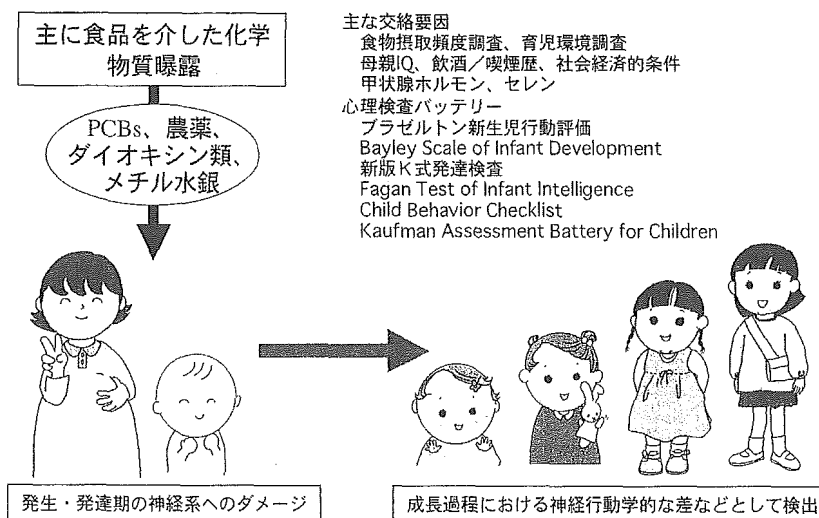 主に食品を介した化学
物質曝露
PCBs、農薬、
ダイオキシン類、
メチル水銀
主な交絡要因
食物摂取頻度調査、育児環境調査
母親IQ、飲酒/喫煙歴、社会経済的条件
甲状腺ホルモン、セレン
心理検査バッテリー
ブラゼルトン新生児行動評価
Bayley Scale of Infant Development
新版K式発達検査
Fagan Test of Infant Intelligence
Child Behavior Checklist
Kaufman Assessment Battery for Children
発生・発達期の神経系へのダメージ
成長過程における神経行動学的な差などとして検出